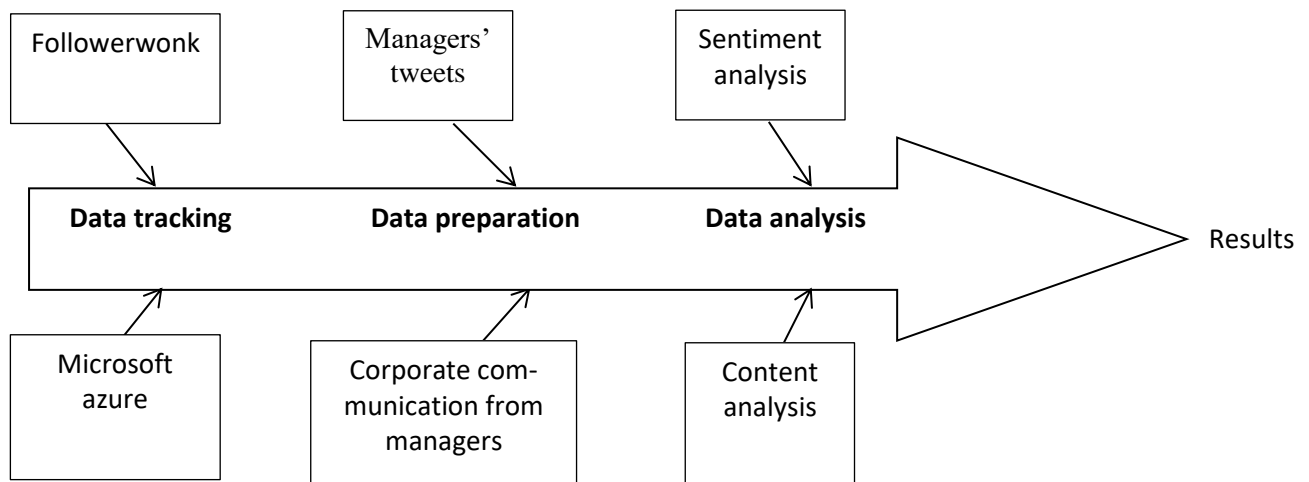 Followerwonk
Managers’
tweets
Sentiment
analysis
Data tracking
Data preparation
Data analysis
Results
Microsoft
azure
Corporate com-
munication from
managers
Content
analysis